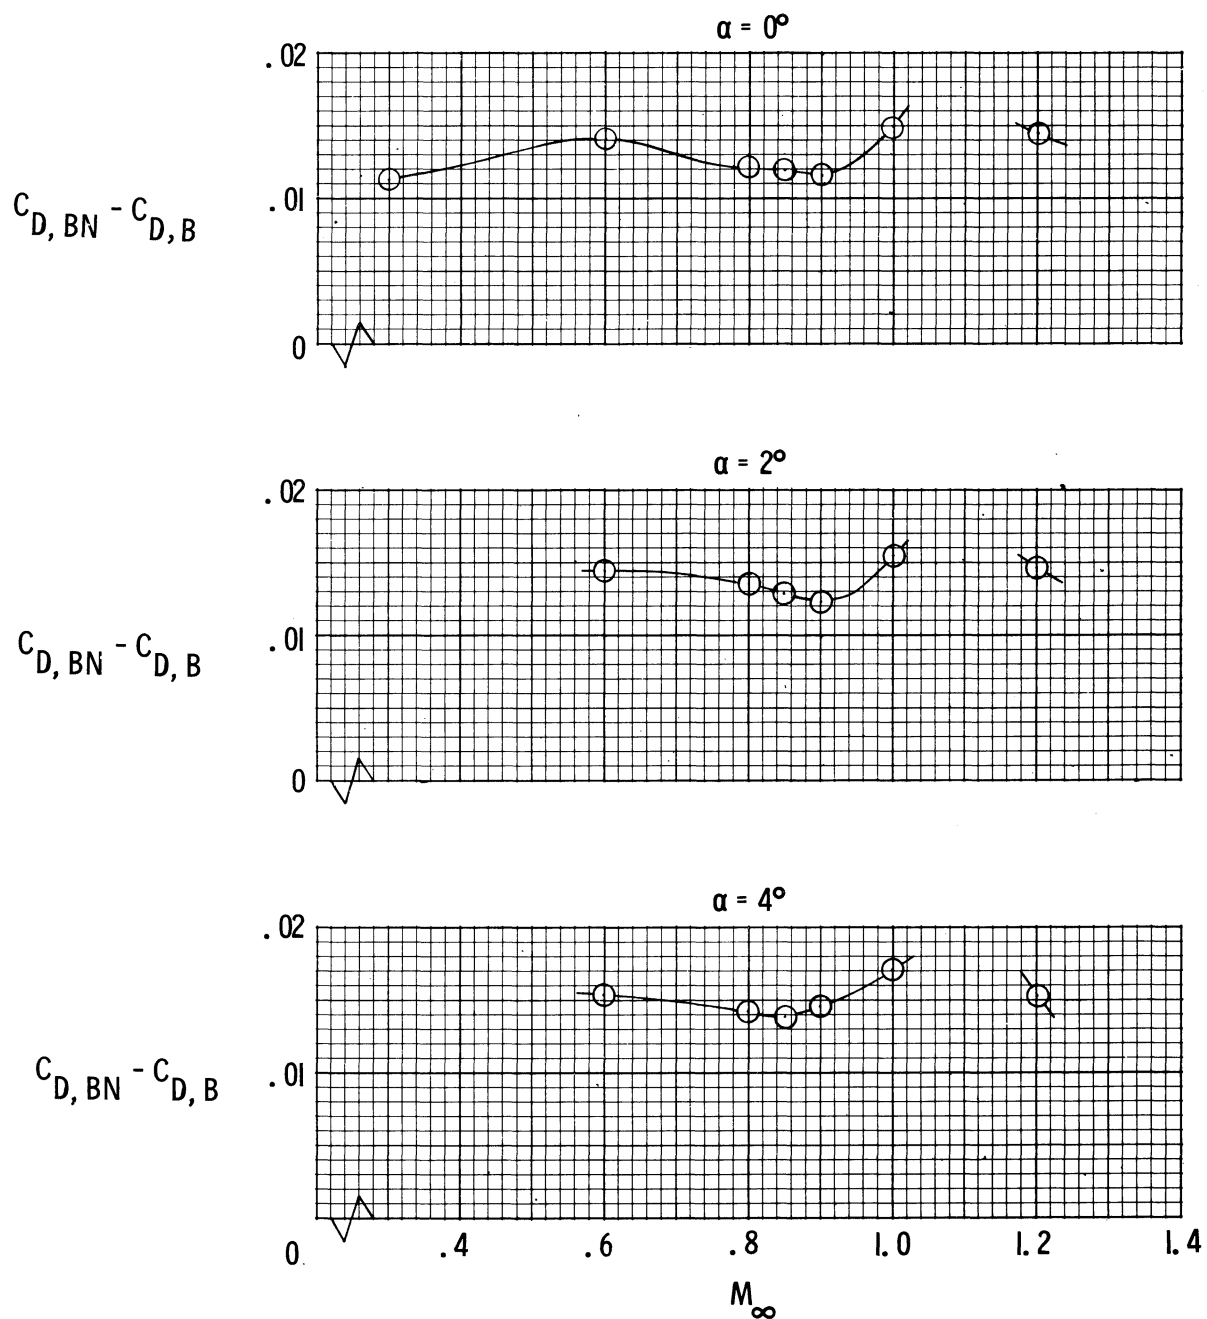 α = 0°
.02
C_D, BN - C_D, B
.01
0
α = 2°
.02
C_D, BN - C_D, B
.01
0
α = 4°
.02
C_D, BN - C_D, B
.01
0 .4 .6 .8 1.0 1.2 1.4
M_∞